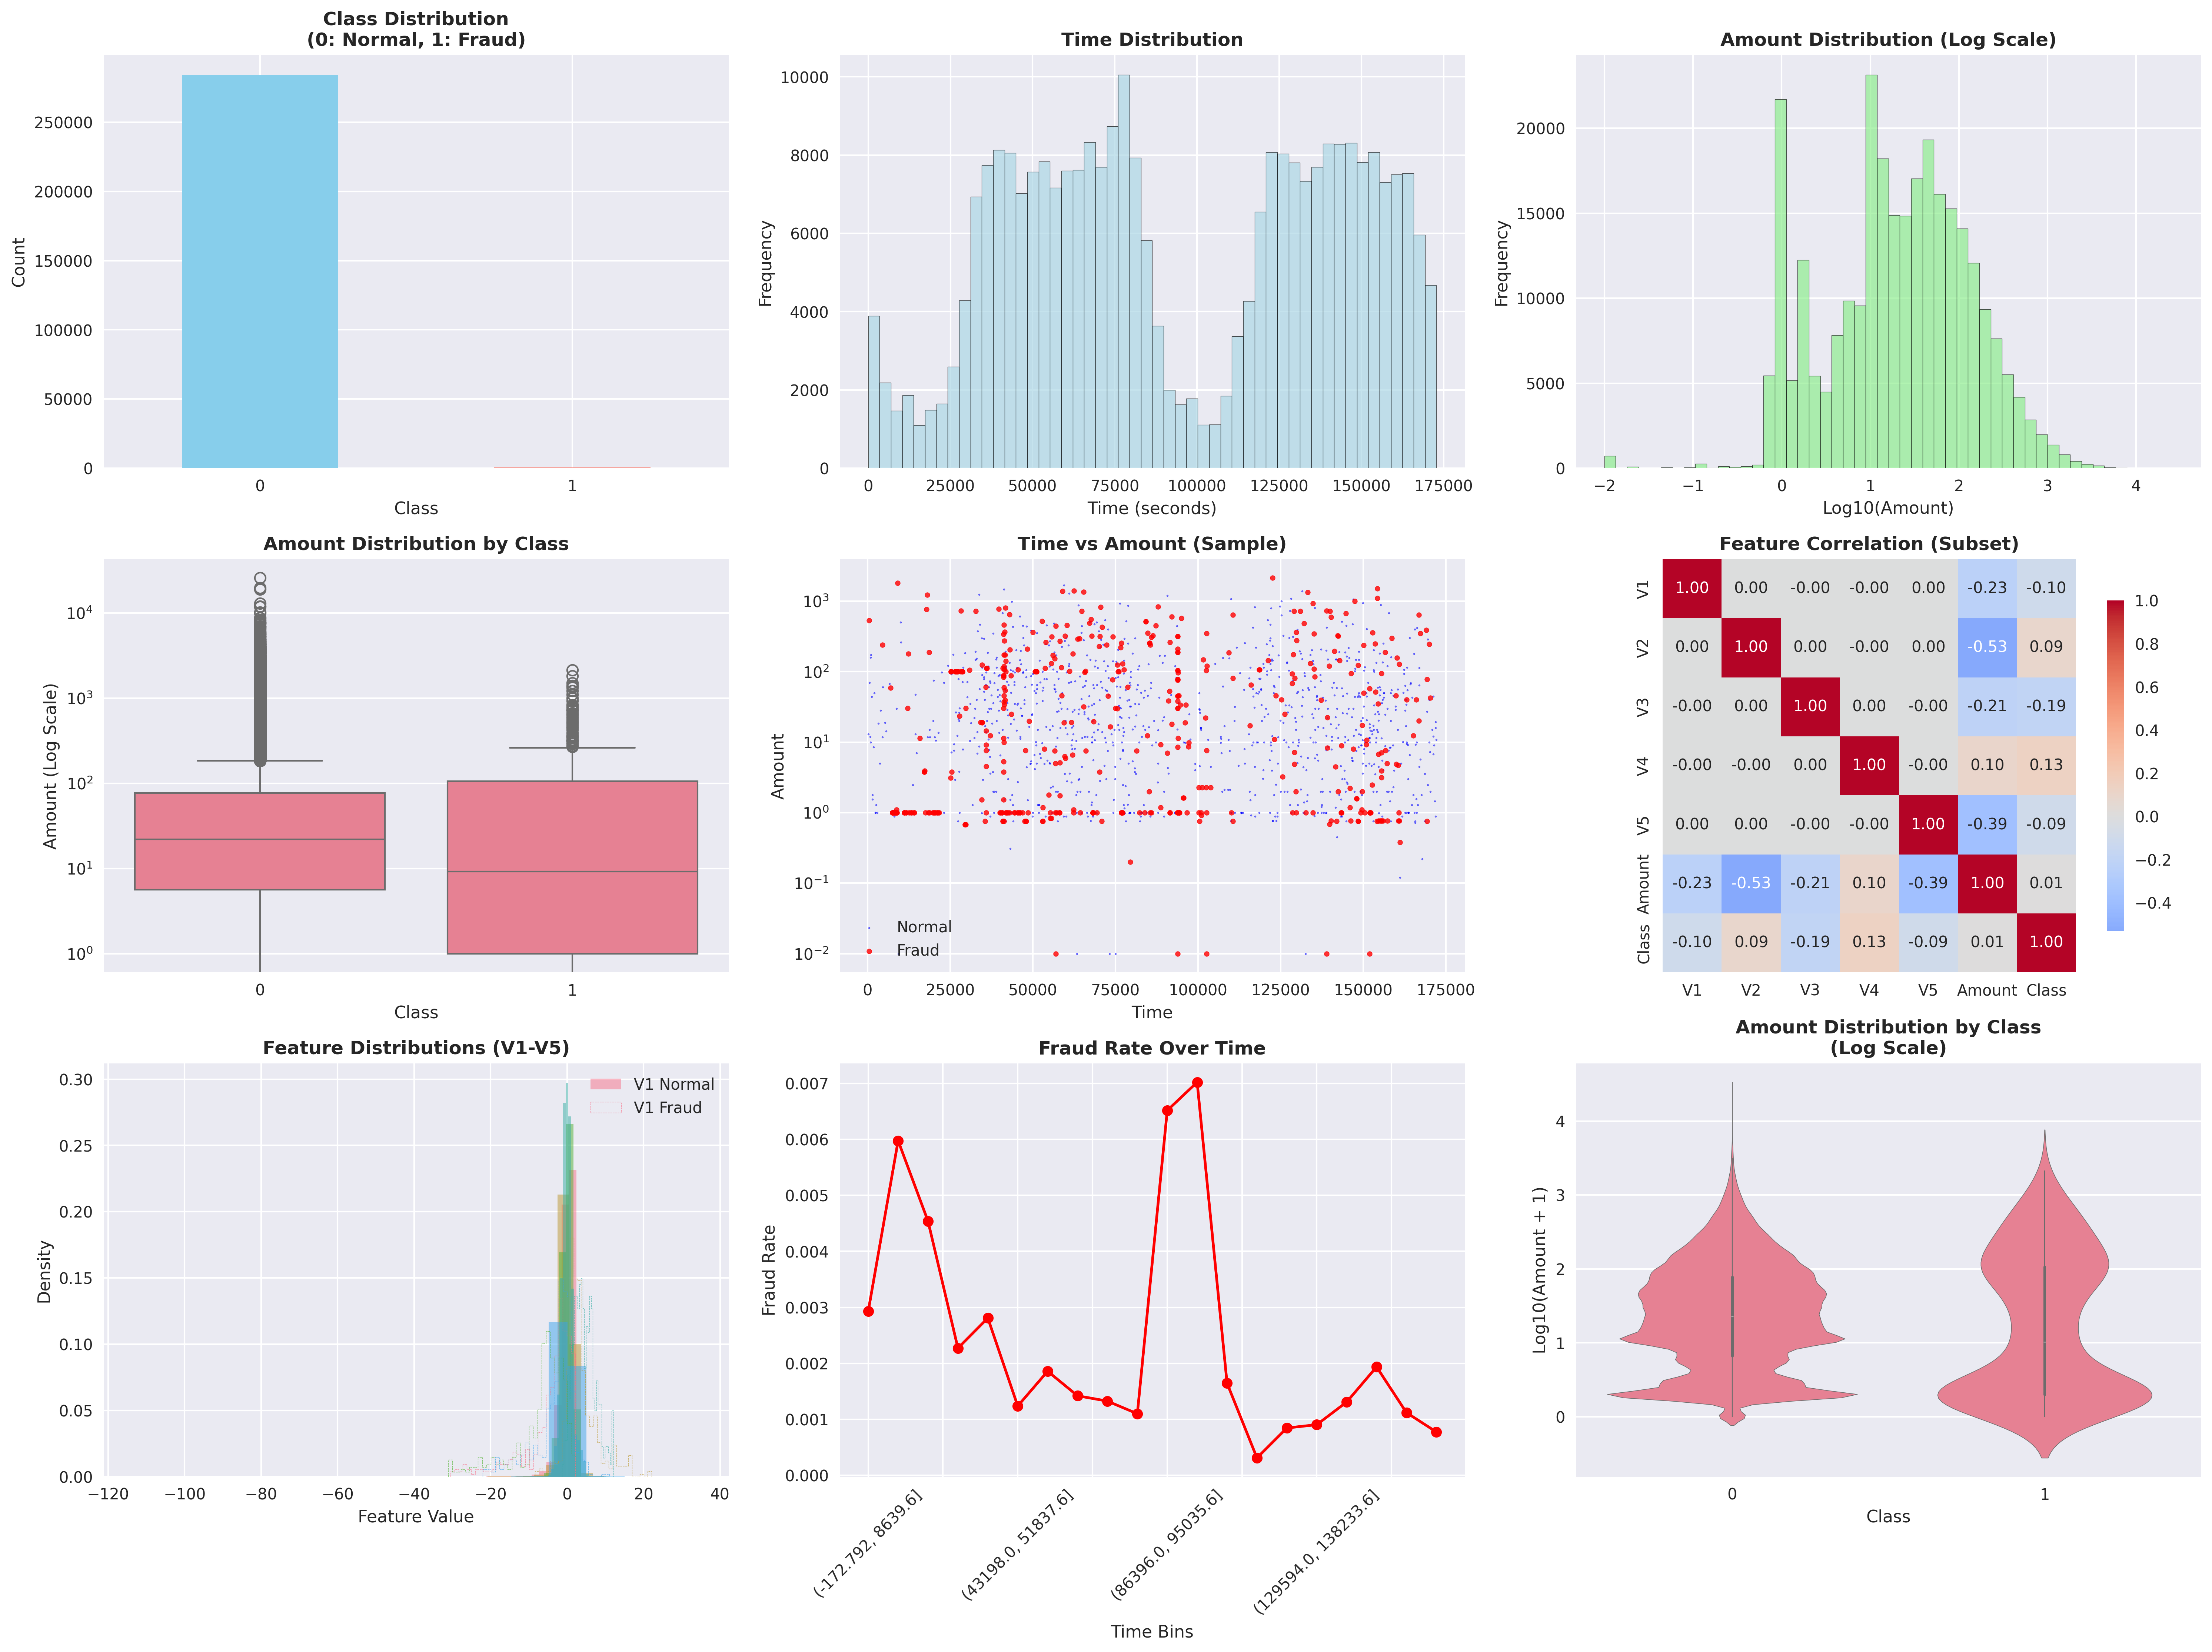 Class Distribution
(0: Normal, 1: Fraud)
Count
250000
200000
150000
100000
50000
0
0 1
Class
Time Distribution
Frequency
10000
8000
6000
4000
2000
0
0 25000 50000 75000 100000 125000 150000 175000
Time (seconds)
Amount Distribution (Log Scale)
Frequency
20000
15000
10000
5000
0
−2 −1 0 1 2 3 4
Log10(Amount)
Amount Distribution by Class
Amount (Log Scale)
10⁴
10³
10²
10¹
10⁰
0 1
Class
Time vs Amount (Sample)
Amount
10³
10²
10¹
10⁰
10⁻¹
10⁻²
Normal
Fraud
0 25000 50000 75000 100000 125000 150000 175000
Time
Feature Correlation (Subset)
V1 1.00 0.00 -0.00 -0.00 0.00 -0.23 -0.10
V2 0.00 1.00 0.00 -0.00 0.00 -0.53 0.09
V3 -0.00 0.00 1.00 0.00 -0.00 -0.21 -0.19
V4 -0.00 -0.00 0.00 1.00 -0.00 0.10 0.13
V5 0.00 0.00 -0.00 -0.00 1.00 -0.39 -0.09
Amount -0.23 -0.53 -0.21 0.10 -0.39 1.00 0.01
Class -0.10 0.09 -0.19 0.13 -0.09 0.01 1.00
V1 V2 V3 V4 V5 Amount Class
1.0
0.8
0.6
0.4
0.2
0.0
−0.2
−0.4
Feature Distributions (V1-V5)
Density
0.30
0.25
0.20
0.15
0.10
0.05
0.00
V1 Normal
V1 Fraud
−120 −100 −80 −60 −40 −20 0 20 40
Feature Value
Fraud Rate Over Time
Fraud Rate
0.007
0.006
0.005
0.004
0.003
0.002
0.001
0.000
(-172.792, 8639.6]
(43198.0, 51837.6]
(86396.0, 95035.6]
(129594.0, 138233.6]
Time Bins
Amount Distribution by Class
(Log Scale)
Log10(Amount + 1)
4
3
2
1
0
0 1
Class